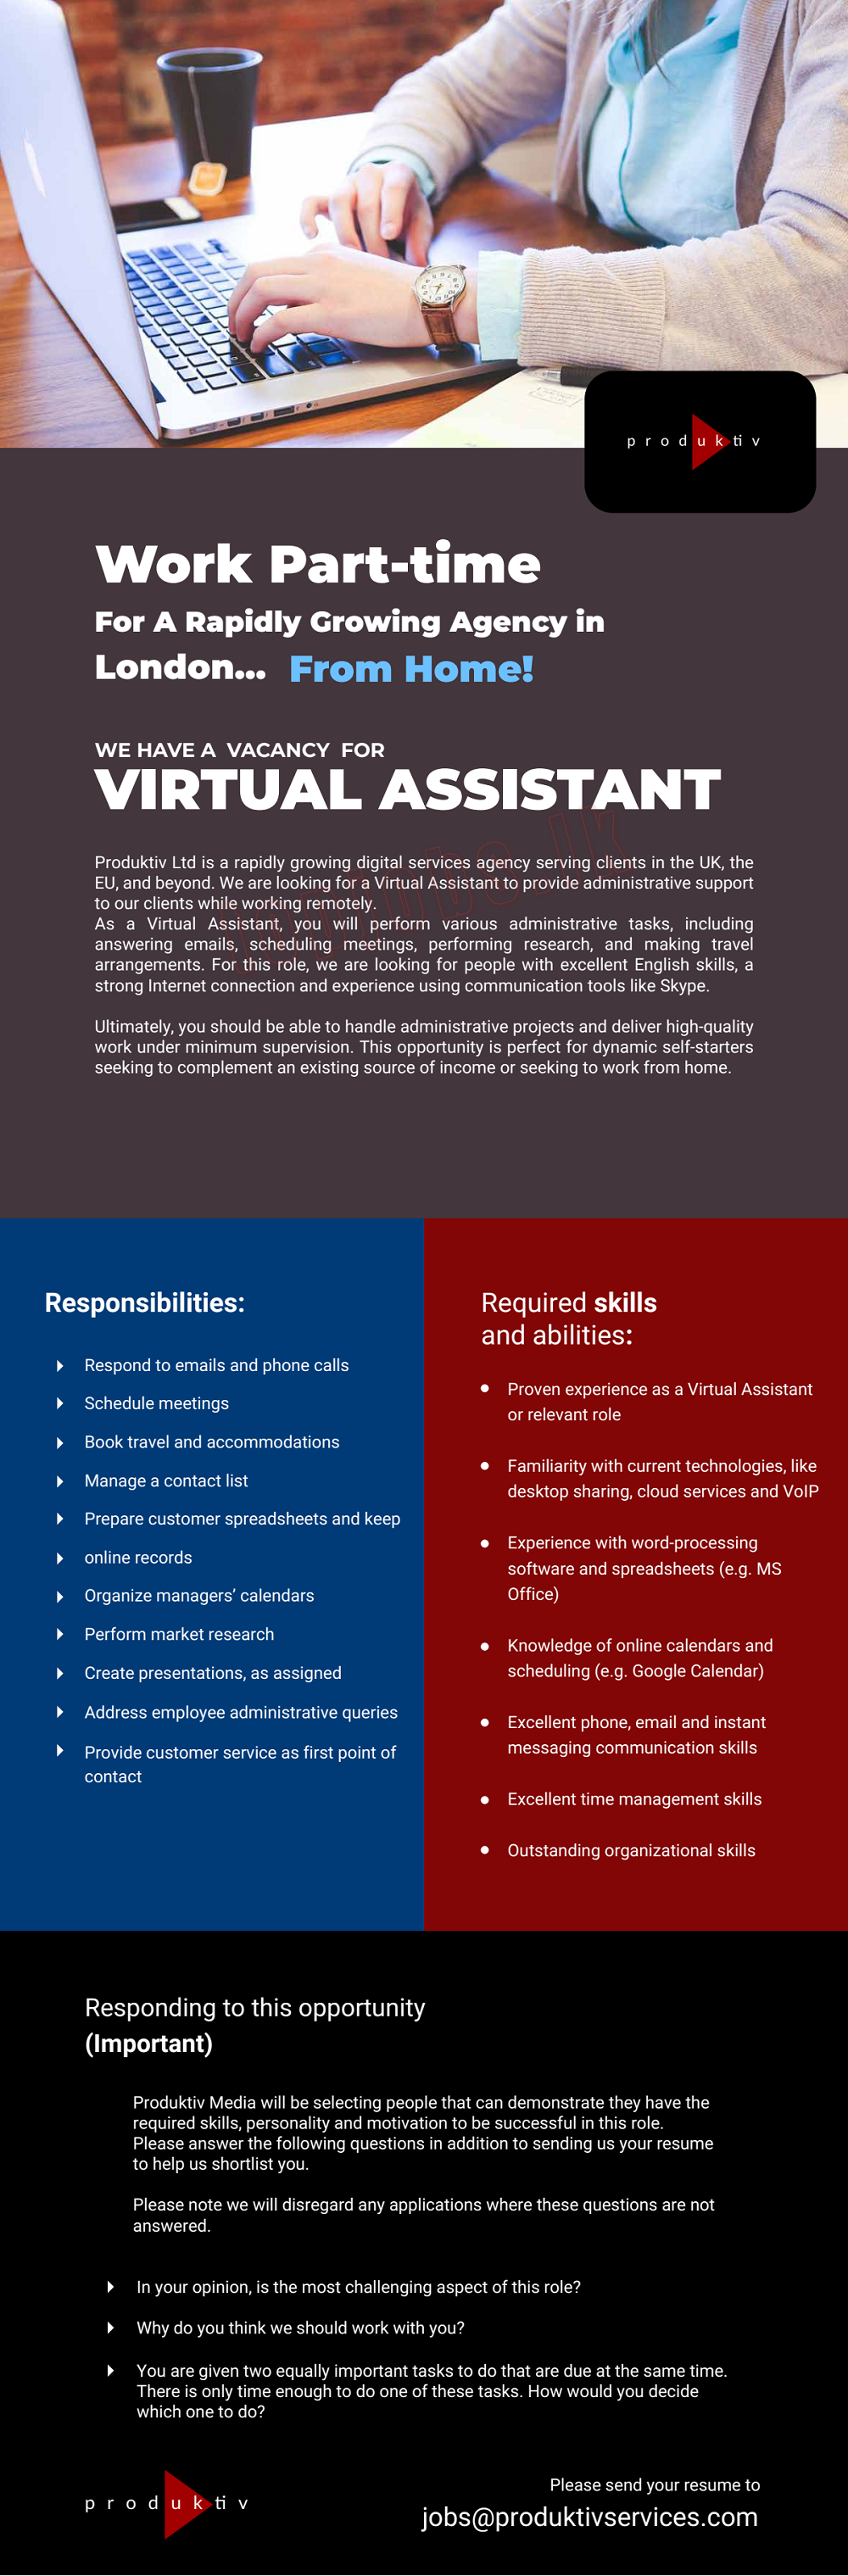 produktiv
Work Part-time
For A Rapidly Growing Agency in
London... From Home!
WE HAVE A VACANCY FOR
VIRTUAL ASSISTANT
Produktiv Ltd is a rapidly growing digital services agency serving clients in the UK, the
EU, and beyond. We are looking for a Virtual Assistant to provide administrative support
to our clients while working remotely.
As a Virtual Assistant, you will perform various administrative tasks, including
answering emails, scheduling meetings, performing research, and making travel
arrangements. For this role, we are looking for people with excellent English skills, a
strong Internet connection and experience using communication tools like Skype.
Ultimately, you should be able to handle administrative projects and deliver high-quality
work under minimum supervision. This opportunity is perfect for dynamic self-starters
seeking to complement an existing source of income or seeking to work from home.
Responsibilities:
Respond to emails and phone calls
Schedule meetings
Book travel and accommodations
Manage a contact list
Prepare customer spreadsheets and keep
online records
Organize managers’ calendars
Perform market research
Create presentations, as assigned
Address employee administrative queries
Provide customer service as first point of
contact
Required skills
and abilities:
Proven experience as a Virtual Assistant
or relevant role
Familiarity with current technologies, like
desktop sharing, cloud services and VoIP
Experience with word-processing
software and spreadsheets (e.g. MS
Office)
Knowledge of online calendars and
scheduling (e.g. Google Calendar)
Excellent phone, email and instant
messaging communication skills
Excellent time management skills
Outstanding organizational skills
Responding to this opportunity
(Important)
Produktiv Media will be selecting people that can demonstrate they have the
required skills, personality and motivation to be successful in this role.
Please answer the following questions in addition to sending us your resume
to help us shortlist you.
Please note we will disregard any applications where these questions are not
answered.
In your opinion, is the most challenging aspect of this role?
Why do you think we should work with you?
You are given two equally important tasks to do that are due at the same time.
There is only time enough to do one of these tasks. How would you decide
which one to do?
produktiv
Please send your resume to
jobs@produktivservices.com